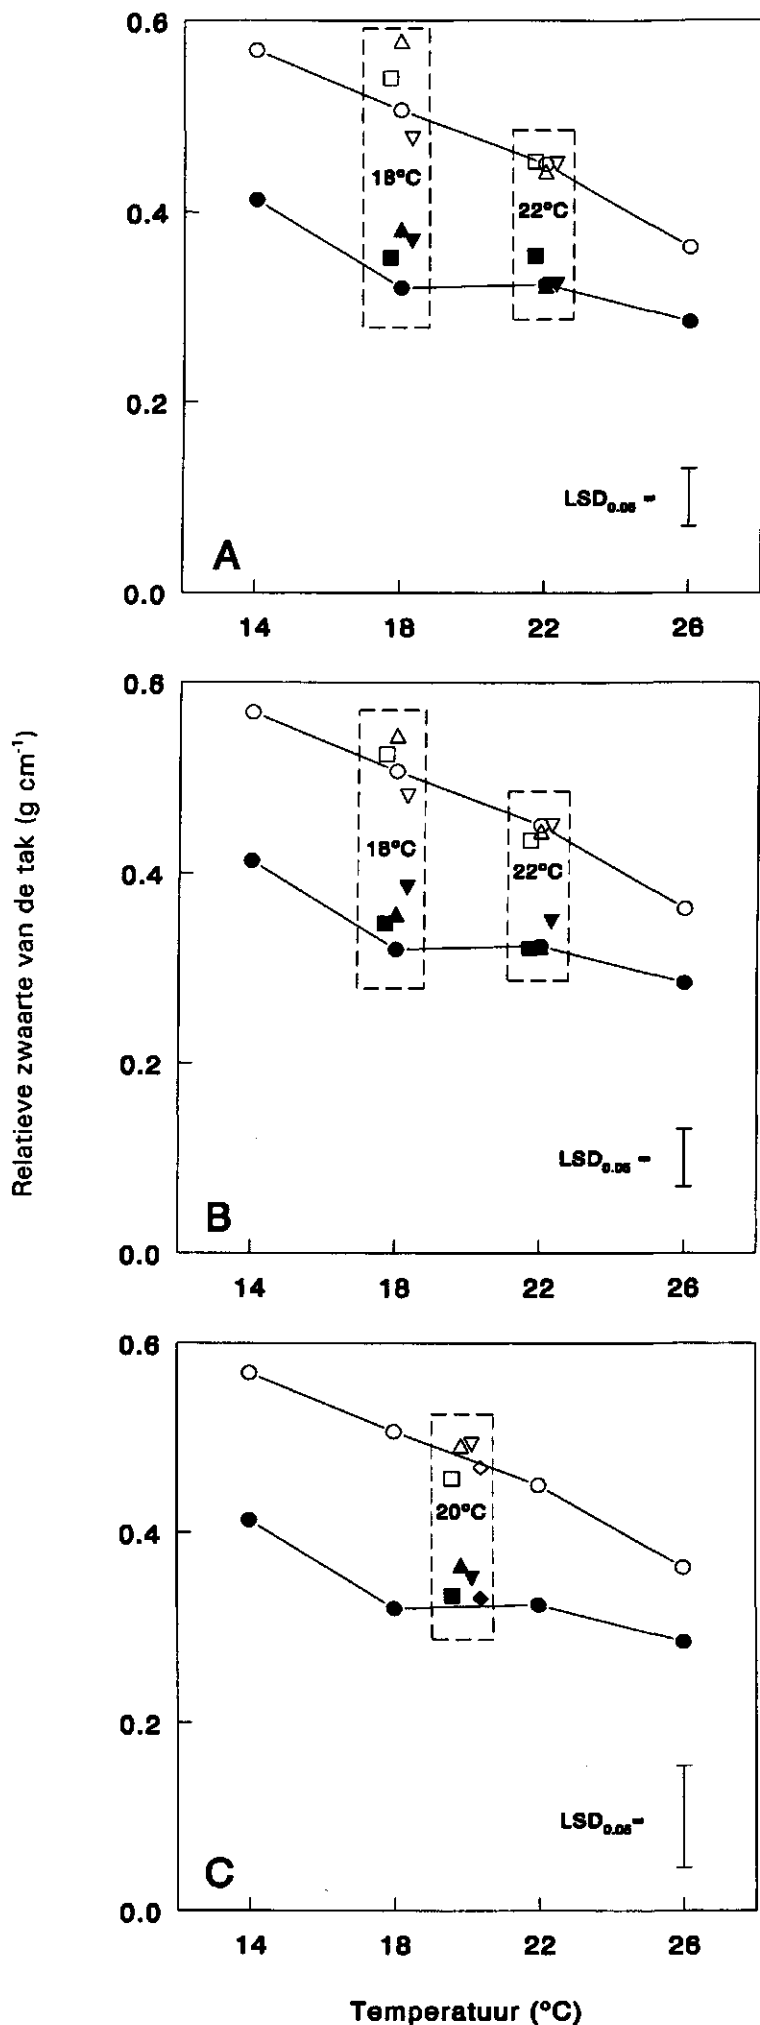 Relatieve zwaarte van de tak (g cm⁻¹)
0.6
0.4
0.2
0.0
18°C
22°C
LSD0.05 =
A
14 18 22 26
0.6
0.4
0.2
0.0
18°C
22°C
LSD0.05 =
B
14 18 22 26
0.6
0.4
0.2
0.0
20°C
LSD0.05=
C
14 18 22 26
Temperatuur (°C)